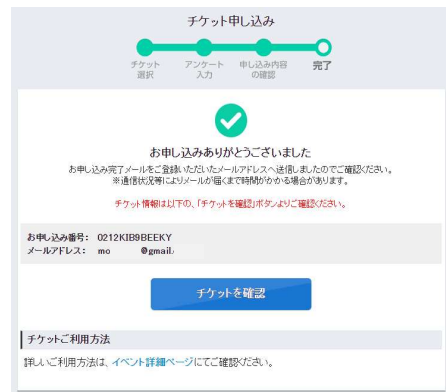 チケット申し込み
チケット選択
アンケート入力
申し込み内容の確認
完了
お申し込みありがとうございました
お申し込み完了メールをご登録いただいたメールアドレスへ送信しましたのでご確認ください。
※通信状況等によりメールが届くまで時間がかかる場合があります。
チケット情報は以下の、「チケットを確認」ボタンよりご確認ください。
お申し込み番号： 0212KIB9BEEKY
メールアドレス： mo @gmail.
チケットを確認
チケットご利用方法
詳しいご利用方法は、イベント詳細ページにてご確認ください。